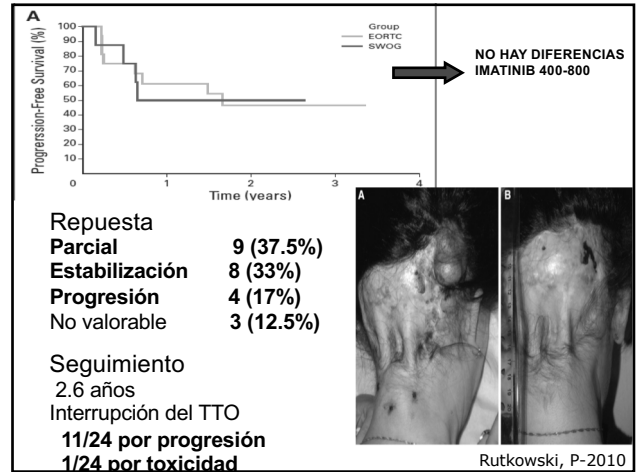 A
Group
EORTC
SWOG
Progrerssion-Free Survival (%)
100
90
80
70
60
50
40
30
20
10
0
1
2
3
4
Time (years)
NO HAY DIFERENCIAS
IMATINIB 400-800
Repuesta
Parcial 9 (37.5%)
Estabilización 8 (33%)
Progresión 4 (17%)
No valorable 3 (12.5%)
Seguimiento
2.6 años
Interrupción del TTO
11/24 por progresión
1/24 por toxicidad
A
B
Rutkowski, P-2010